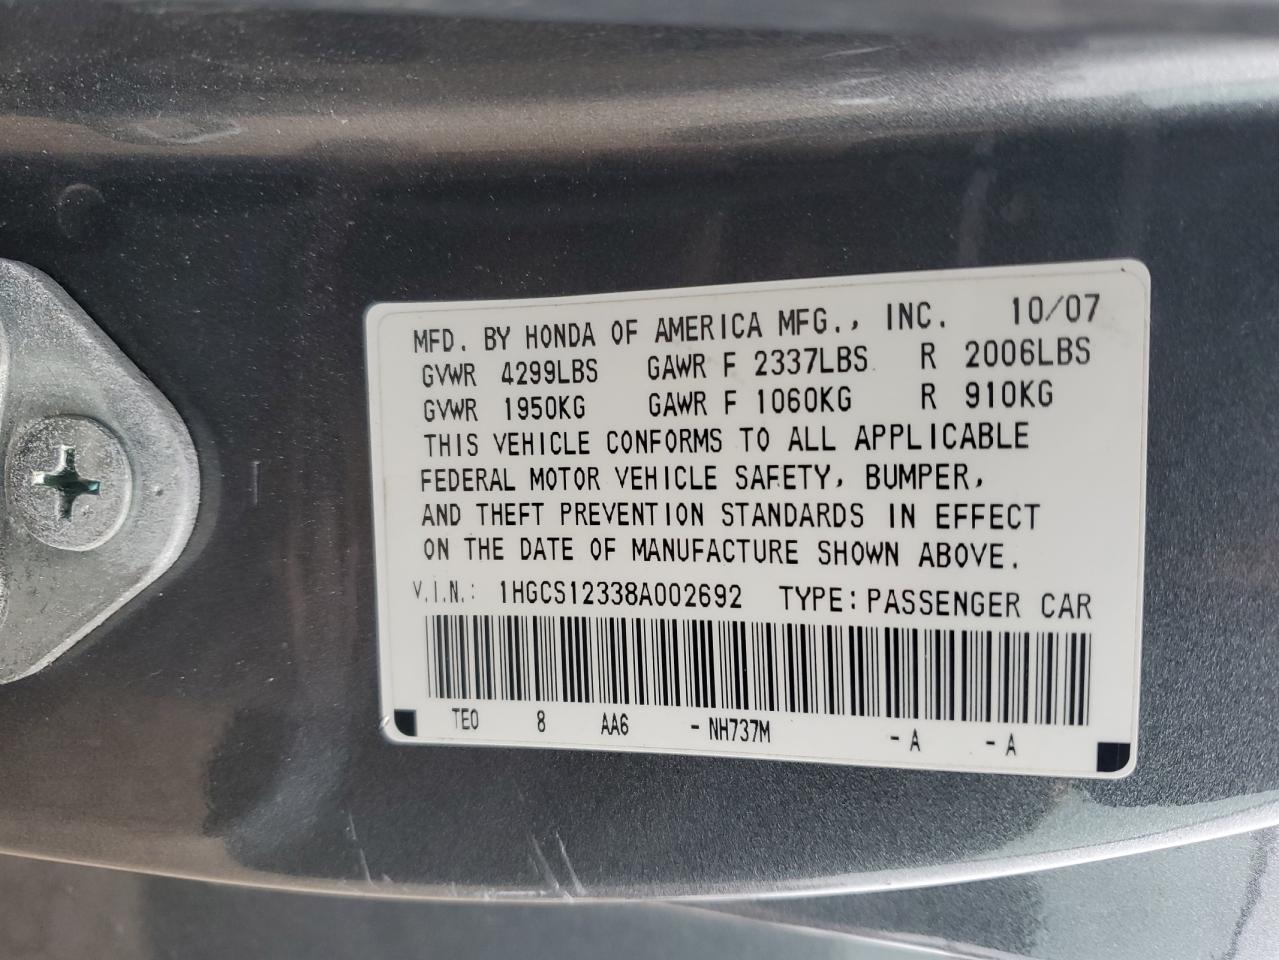 MFD. BY HONDA OF AMERICA MFG., INC. 10/07
GVWR 4299LBS GAWR F 2337LBS R 2006LBS
GVWR 1950KG GAWR F 1060KG R 910KG
THIS VEHICLE CONFORMS TO ALL APPLICABLE
FEDERAL MOTOR VEHICLE SAFETY, BUMPER,
AND THEFT PREVENTION STANDARDS IN EFFECT
ON THE DATE OF MANUFACTURE SHOWN ABOVE.
V.I.N.: 1HGCS12338A002692 TYPE: PASSENGER CAR
TE0 8 AA6 - NH737M - A - A